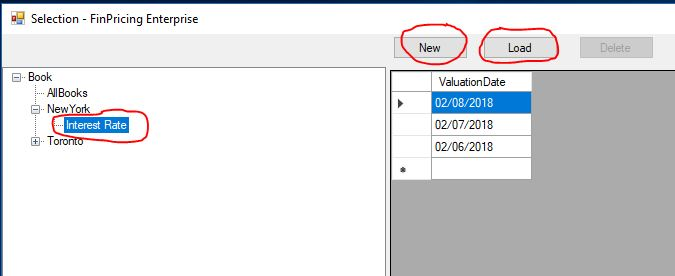 Selection - FinPricing Enterprise
New Load Delete
Book
AllBooks
NewYork
Interest Rate
Toronto
ValuationDate
02/08/2018
02/07/2018
02/06/2018